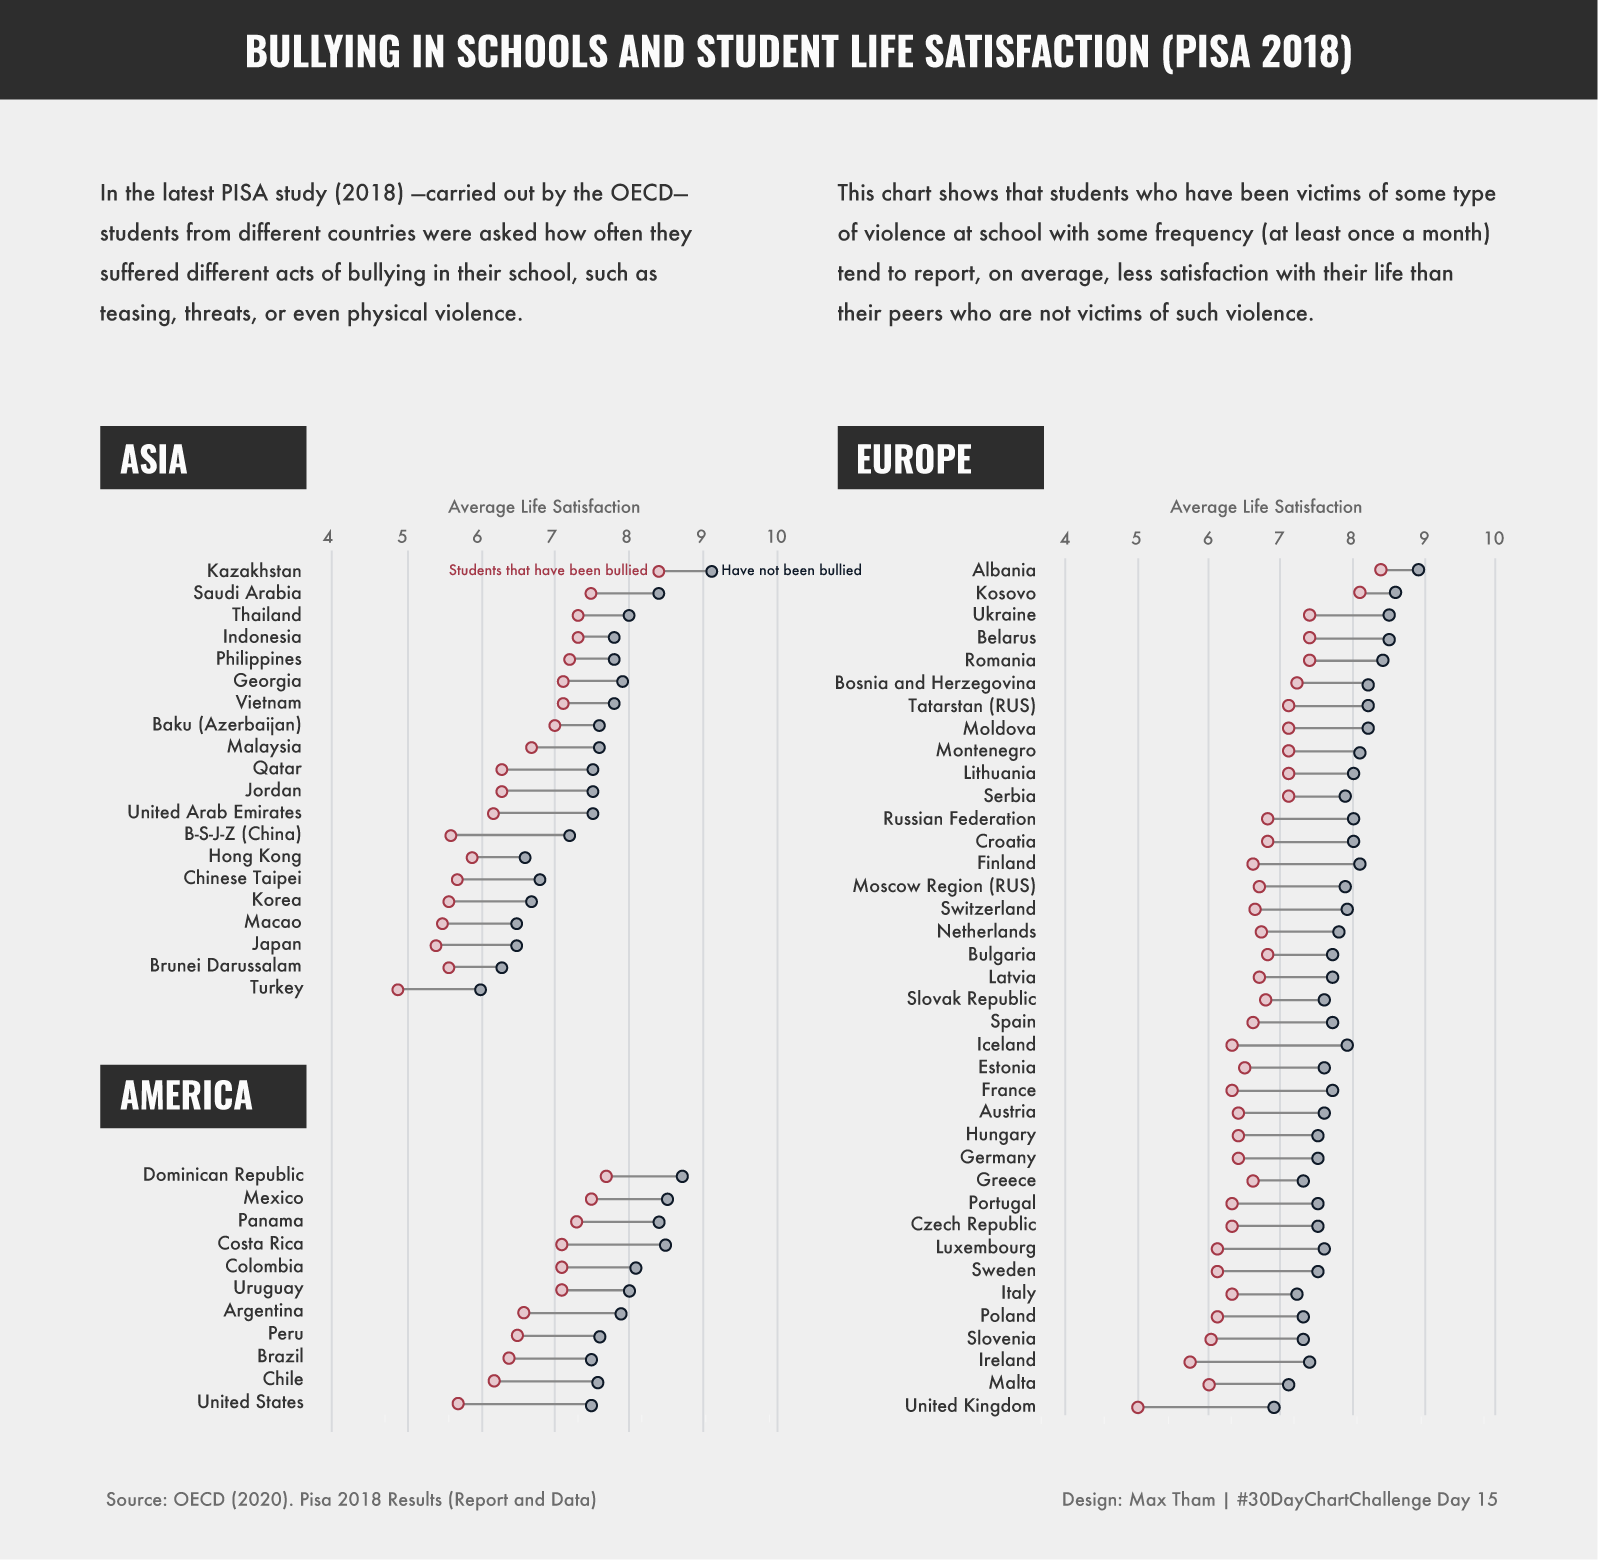 BULLYING IN SCHOOLS AND STUDENT LIFE SATISFACTION (PISA 2018)
In the latest PISA study (2018) —carried out by the OECD—
students from different countries were asked how often they
suffered different acts of bullying in their school, such as
teasing, threats, or even physical violence.
This chart shows that students who have been victims of some type
of violence at school with some frequency (at least once a month)
tend to report, on average, less satisfaction with their life than
their peers who are not victims of such violence.
ASIA
Average Life Satisfaction
4 5 6 7 8 9 10
Kazakhstan Students that have been bullied Have not been bullied
Saudi Arabia
Thailand
Indonesia
Philippines
Georgia
Vietnam
Baku (Azerbaijan)
Malaysia
Qatar
Jordan
United Arab Emirates
B-S-J-Z (China)
Hong Kong
Chinese Taipei
Korea
Macao
Japan
Brunei Darussalam
Turkey
AMERICA
Dominican Republic
Mexico
Panama
Costa Rica
Colombia
Uruguay
Argentina
Peru
Brazil
Chile
United States
EUROPE
Average Life Satisfaction
4 5 6 7 8 9 10
Albania
Kosovo
Ukraine
Belarus
Romania
Bosnia and Herzegovina
Tatarstan (RUS)
Moldova
Montenegro
Lithuania
Serbia
Russian Federation
Croatia
Finland
Moscow Region (RUS)
Switzerland
Netherlands
Bulgaria
Latvia
Slovak Republic
Spain
Iceland
Estonia
France
Austria
Hungary
Germany
Greece
Portugal
Czech Republic
Luxembourg
Sweden
Italy
Poland
Slovenia
Ireland
Malta
United Kingdom
Source: OECD (2020). Pisa 2018 Results (Report and Data)
Design: Max Tham | #30DayChartChallenge Day 15